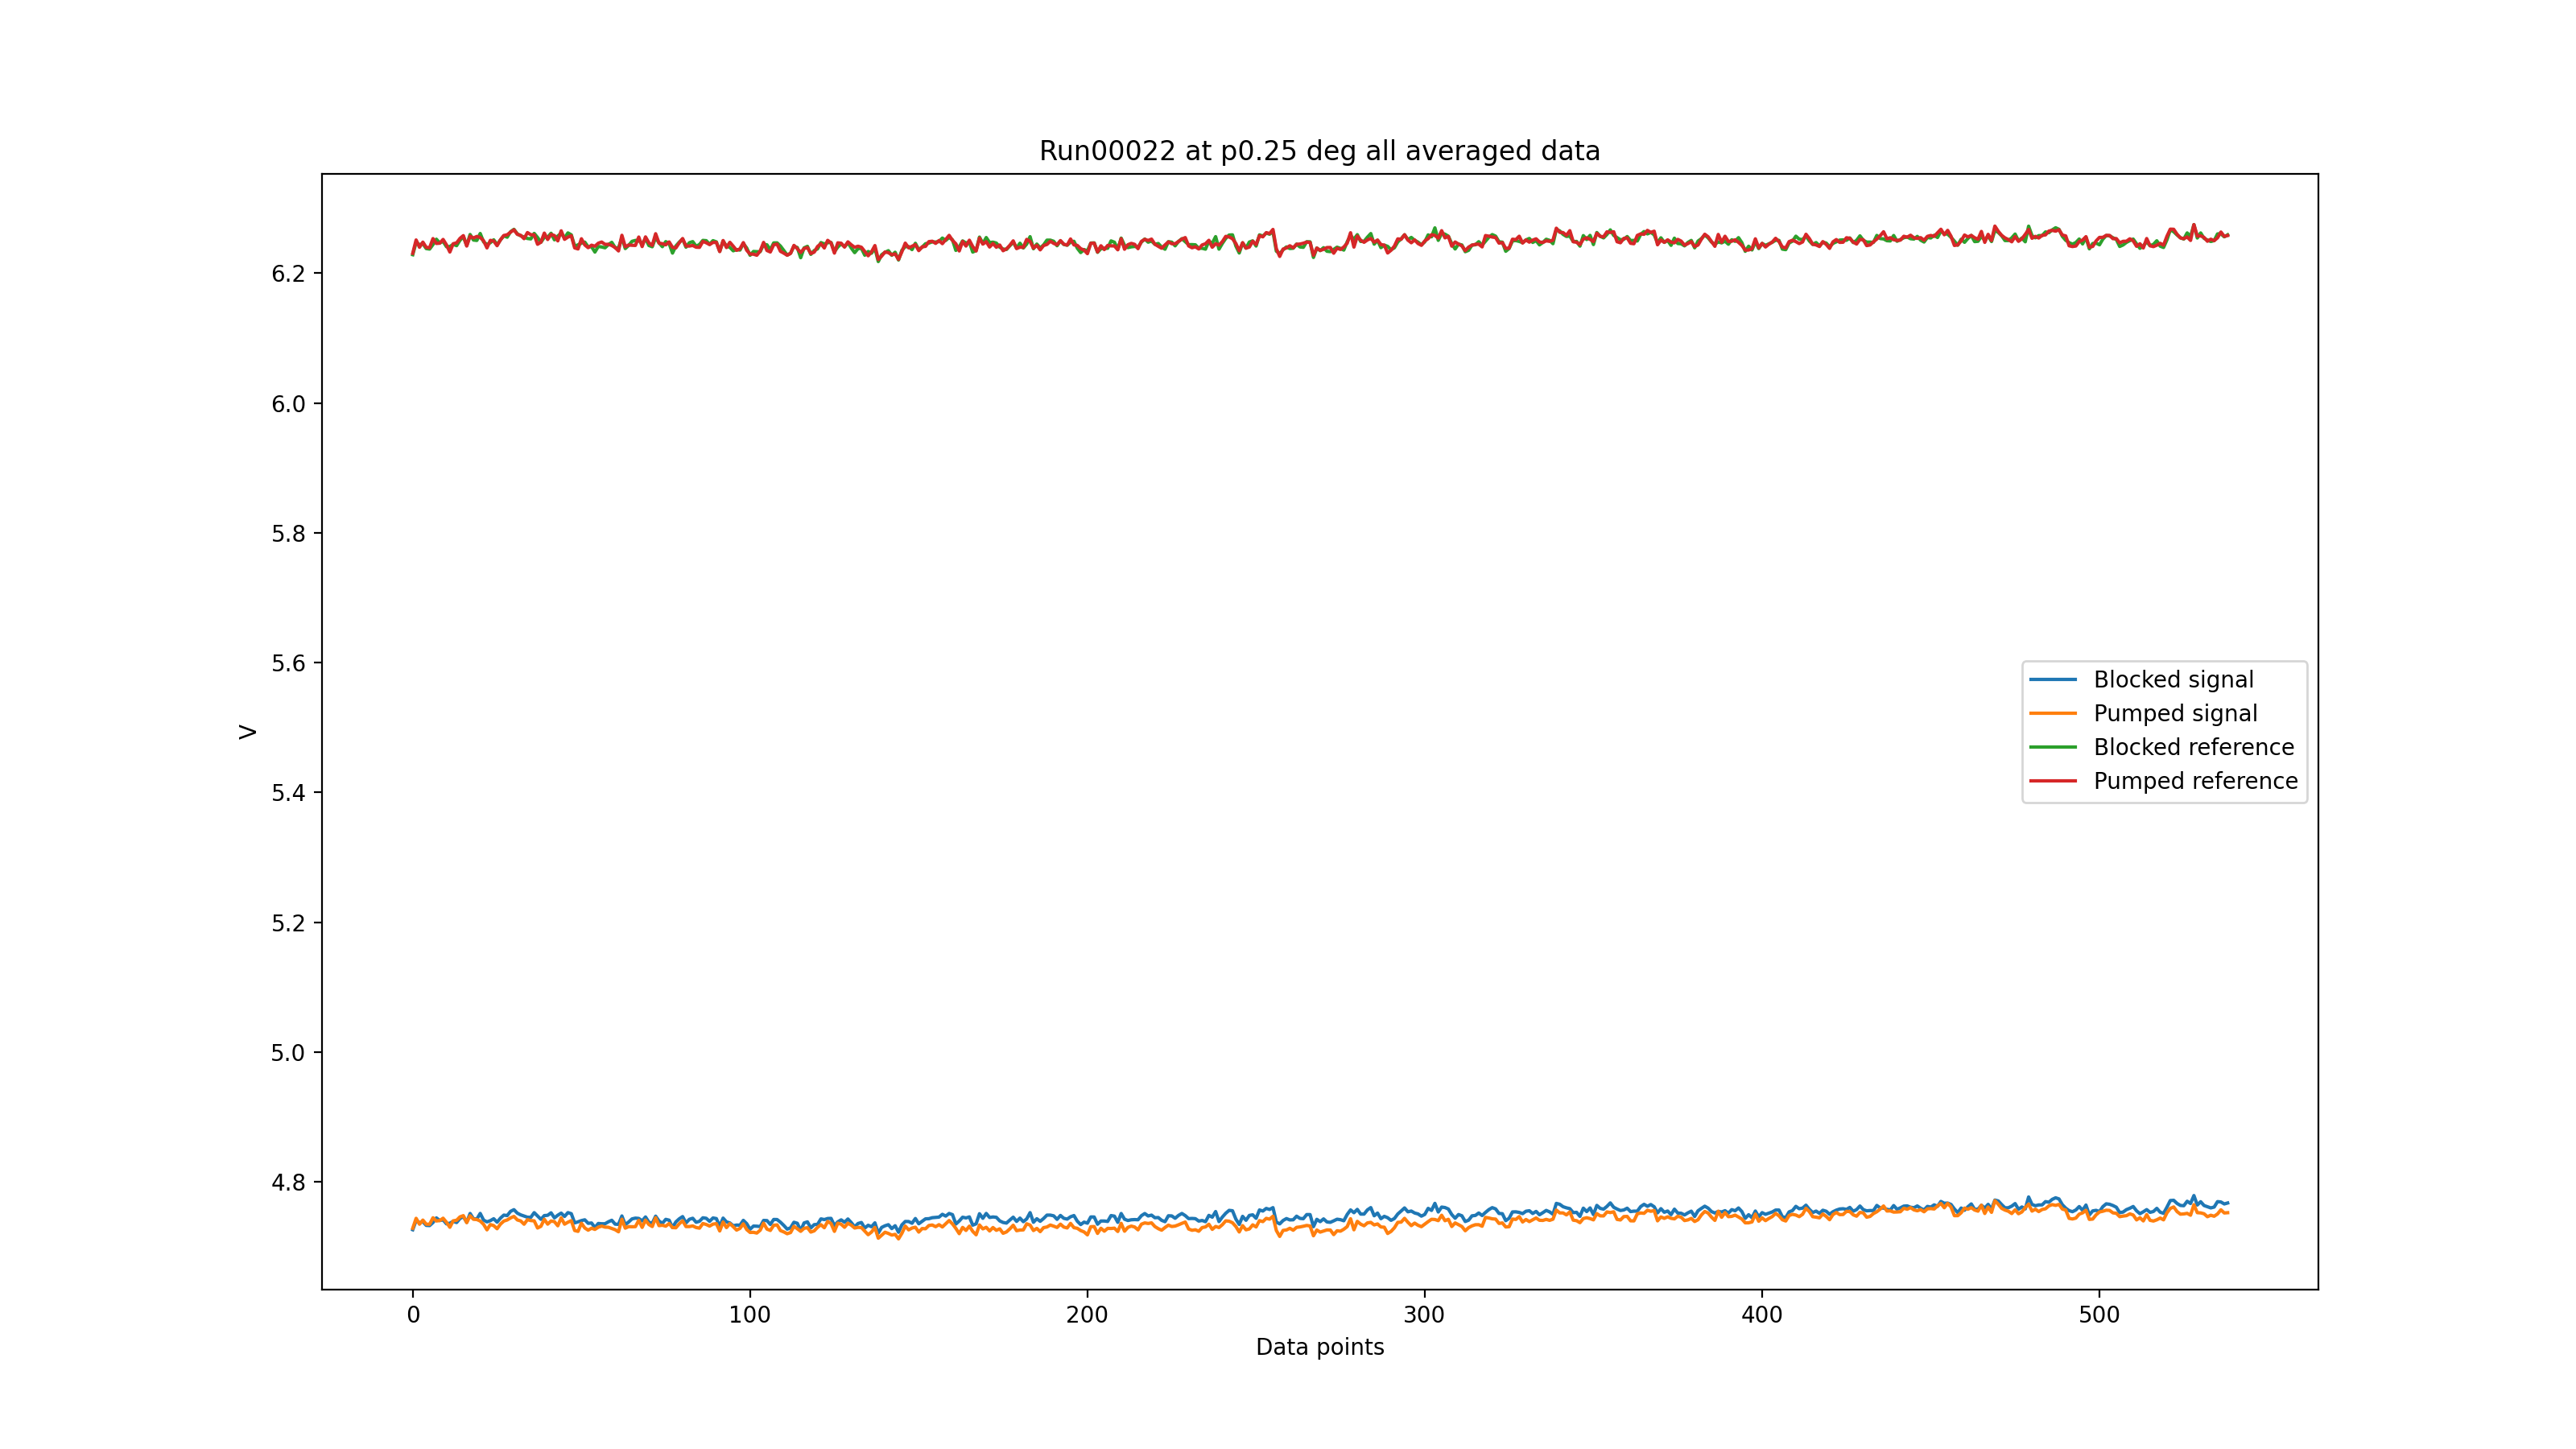 Run00022 at p0.25 deg all averaged data
6.2
6.0
5.8
5.6
5.4
5.2
5.0
4.8
V
Blocked signal
Pumped signal
Blocked reference
Pumped reference
0 100 200 300 400 500
Data points